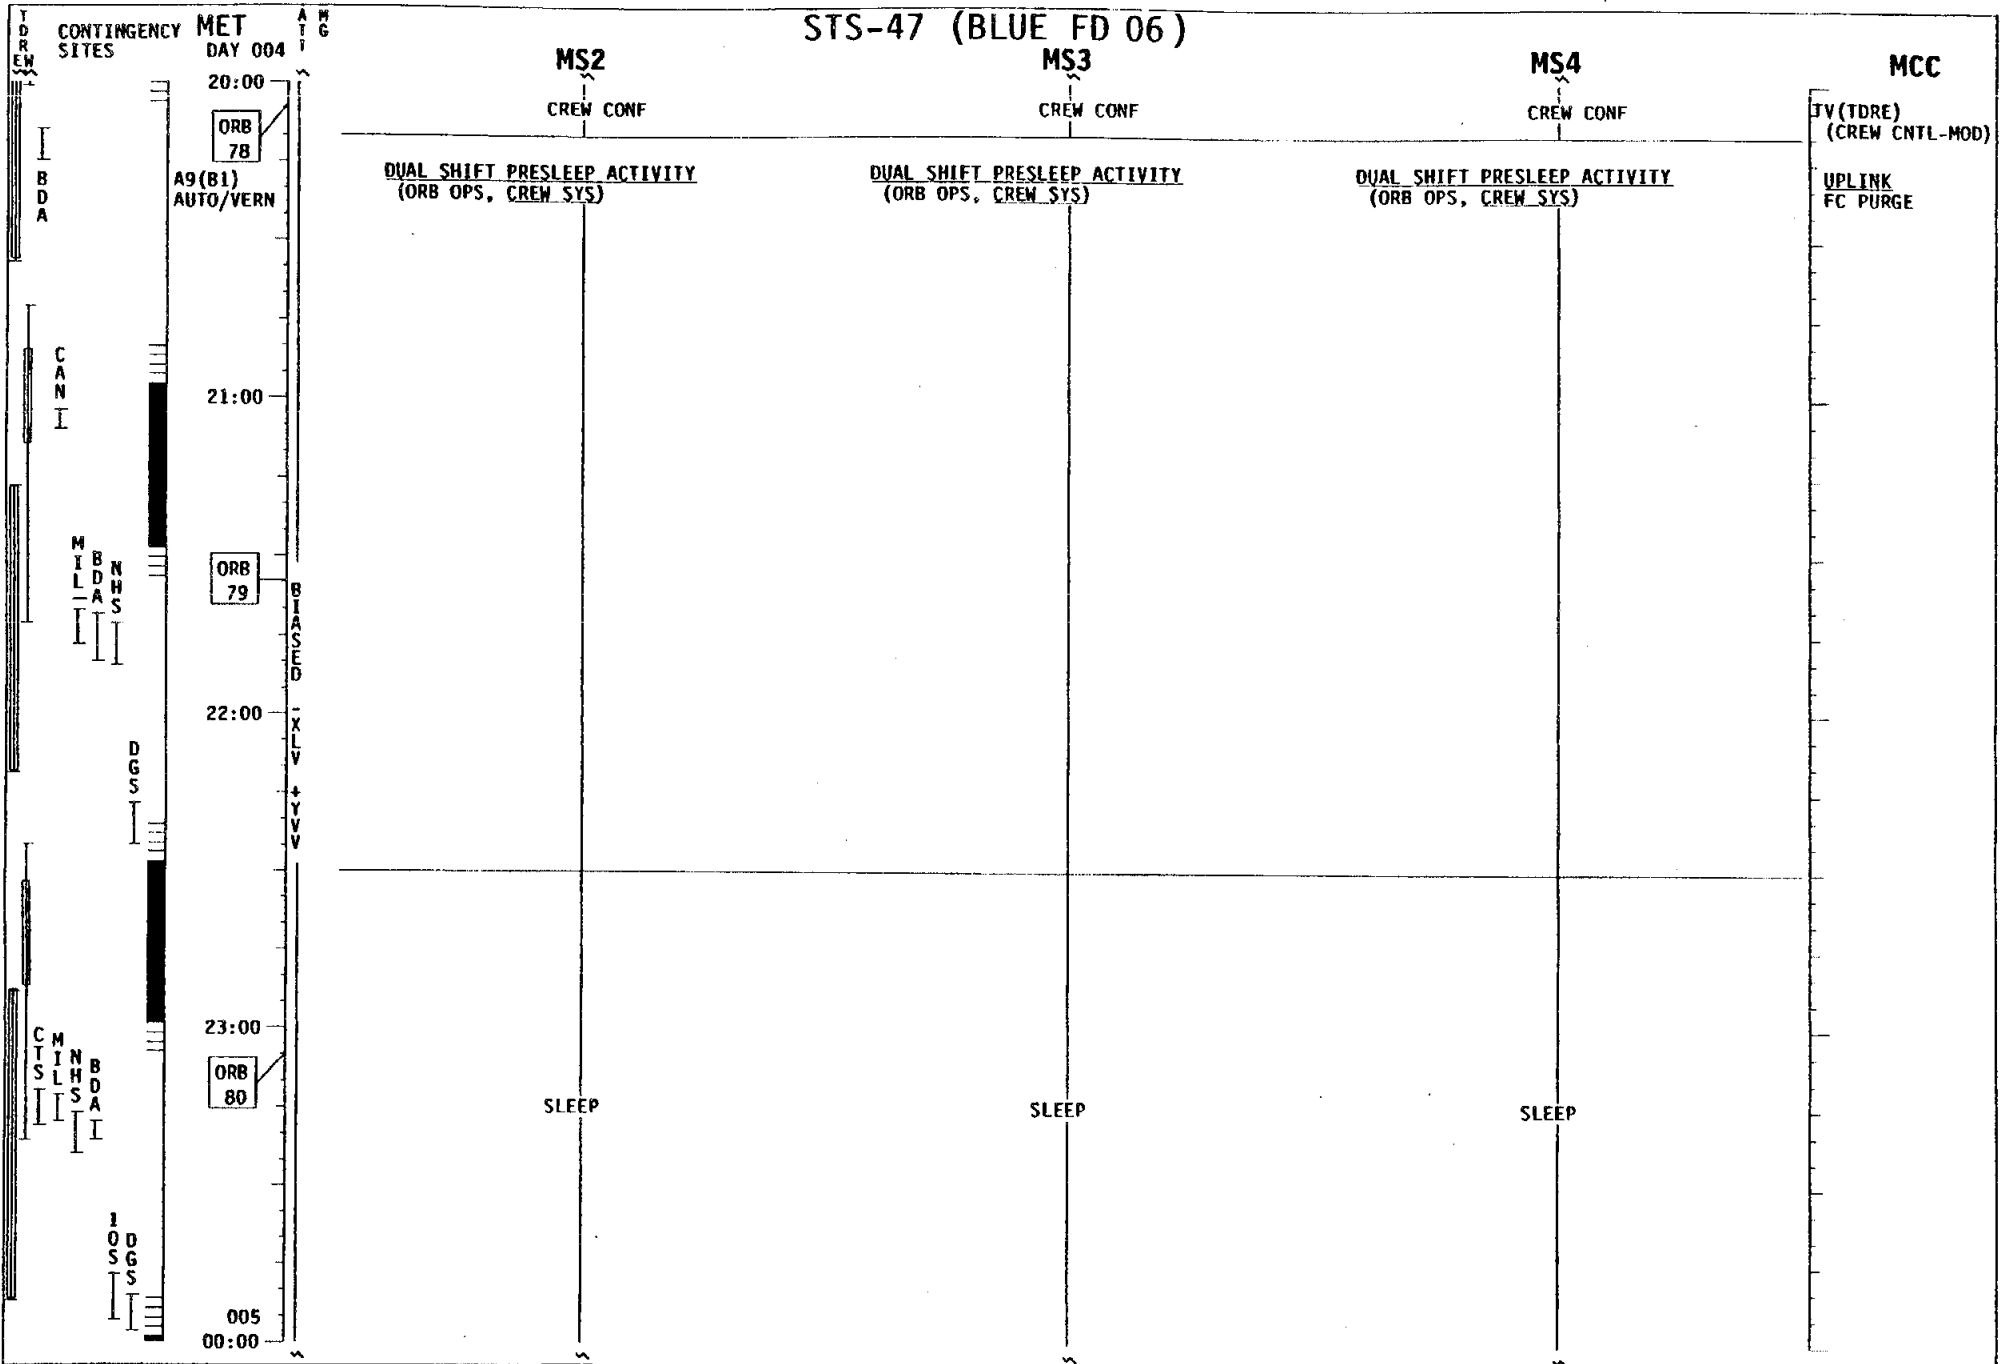 STS-47 (BLUE FD 06)
TDRE W
CONTINGENCY SITES
MET
DAY 004
ATT
MG
MS2
MS3
MS4
MCC
20:00
CREW CONF
CREW CONF
CREW CONF
TV(TDRE)
(CREW CNTL-MOD)
ORB
78
BDA
A9(B1)
AUTO/VERN
DUAL SHIFT PRESLEEP ACTIVITY
(ORB OPS, CREW SYS)
DUAL SHIFT PRESLEEP ACTIVITY
(ORB OPS, CREW SYS)
DUAL SHIFT PRESLEEP ACTIVITY
(ORB OPS, CREW SYS)
UPLINK
FC PURGE
CAN
21:00
MIL
BDA
NHS
ORB
79
BIASED -XLV +YVV
22:00
DGS
23:00
CTS
MIL
NHS
BDA
ORB
80
SLEEP
SLEEP
SLEEP
IOS
DGS
005
00:00